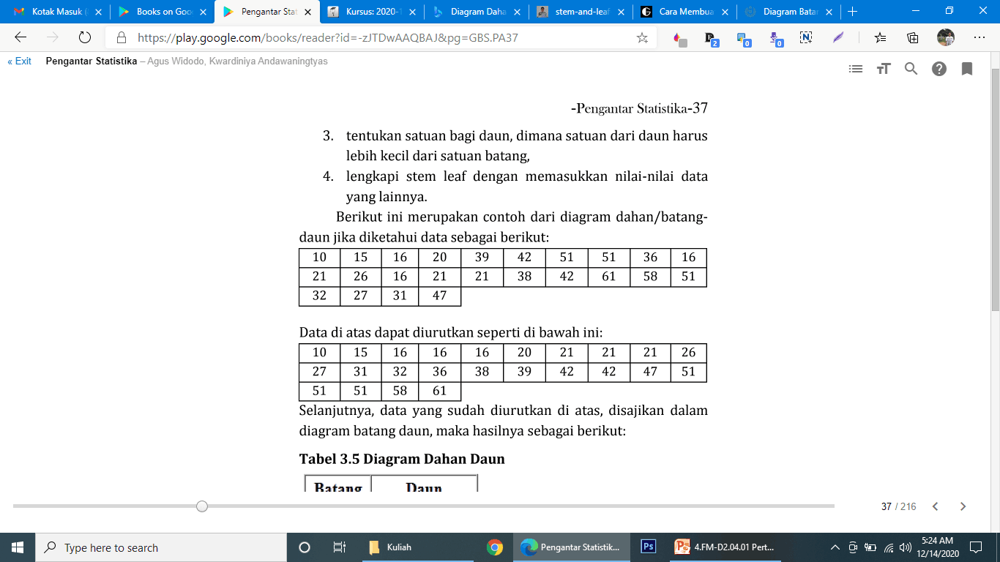 Kotak Masuk (
Books on Goo
Pengantar Stat
Kursus: 2020-1
Diagram Daha
stem-and-leaf
Cara Membua
Diagram Batar
https://play.google.com/books/reader?id=-zJTDwAAQBAJ&pg=GBS.PA37
2
0
0
« Exit Pengantar Statistika – Agus Widodo, Kwardiniya Andawaningtyas
-Pengantar Statistika-37
3. tentukan satuan bagi daun, dimana satuan dari daun harus
lebih kecil dari satuan batang,
4. lengkapi stem leaf dengan memasukkan nilai-nilai data
yang lainnya.
Berikut ini merupakan contoh dari diagram dahan/batang-
daun jika diketahui data sebagai berikut:
10 15 16 20 39 42 51 51 36 16
21 26 16 21 21 38 42 61 58 51
32 27 31 47
Data di atas dapat diurutkan seperti di bawah ini:
10 15 16 16 16 20 21 21 21 26
27 31 32 36 38 39 42 42 47 51
51 51 58 61
Selanjutnya, data yang sudah diurutkan di atas, disajikan dalam
diagram batang daun, maka hasilnya sebagai berikut:
Tabel 3.5 Diagram Dahan Daun
Batang Daun
37 / 216
Type here to search
Kuliah
Pengantar Statistik...
Ps
4.FM-D2.04.01 Pert...
5:24 AM
12/14/2020